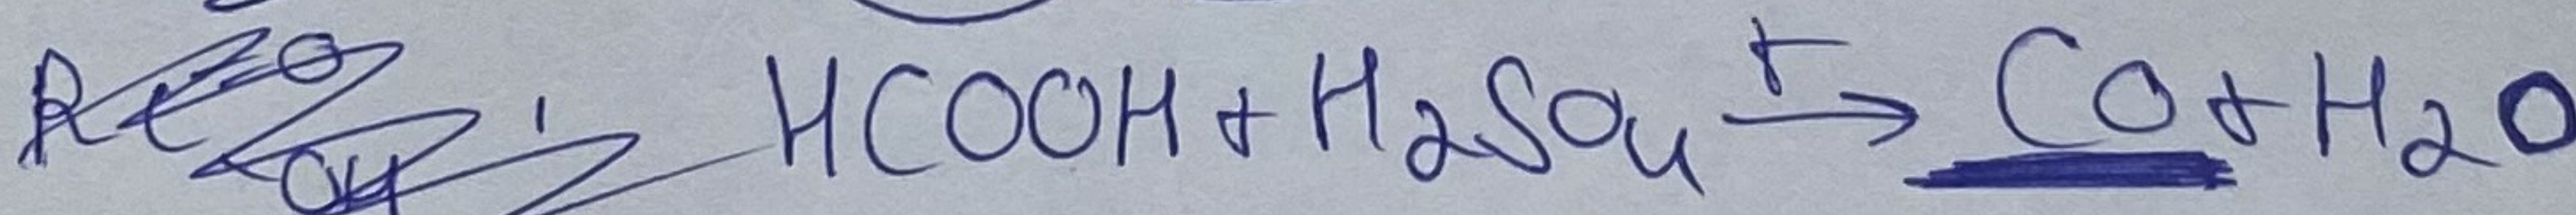 HCOOH + H₂SO₄ t→ CO + H₂O